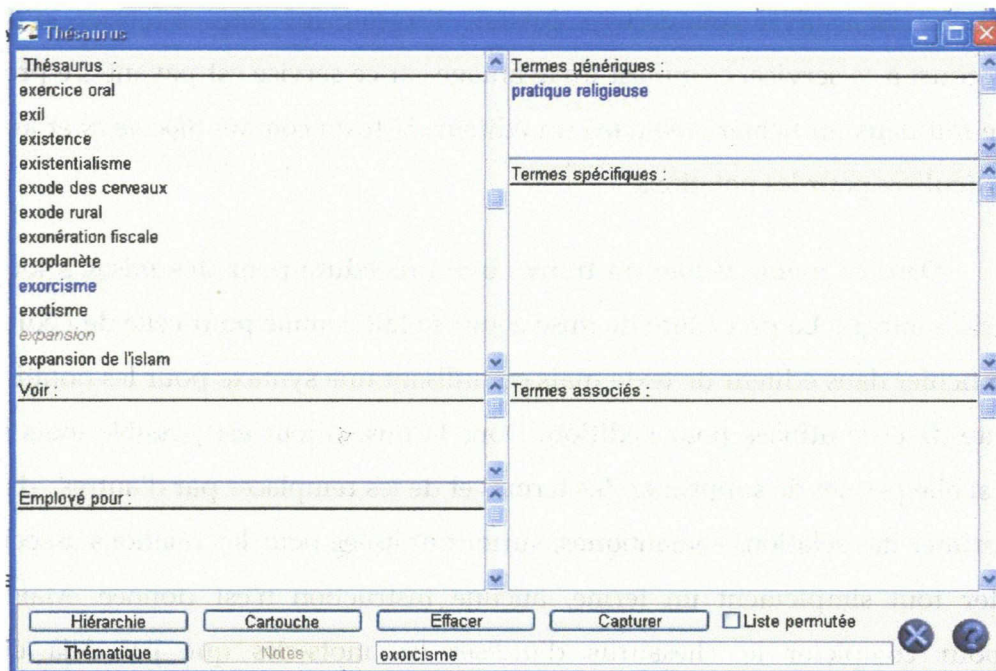 Thésaurus
Thésaurus :
exercice oral
exil
existence
existentialisme
exode des cerveaux
exode rural
exonération fiscale
exoplanète
exorcisme
exotisme
expansion
expansion de l'islam
Voir :
Employé pour :
Termes génériques :
pratique religieuse
Termes spécifiques :
Termes associés :
Hiérarchie
Cartouche
Effacer
Capturer
Liste permutée
Thématique
Notes
exorcisme